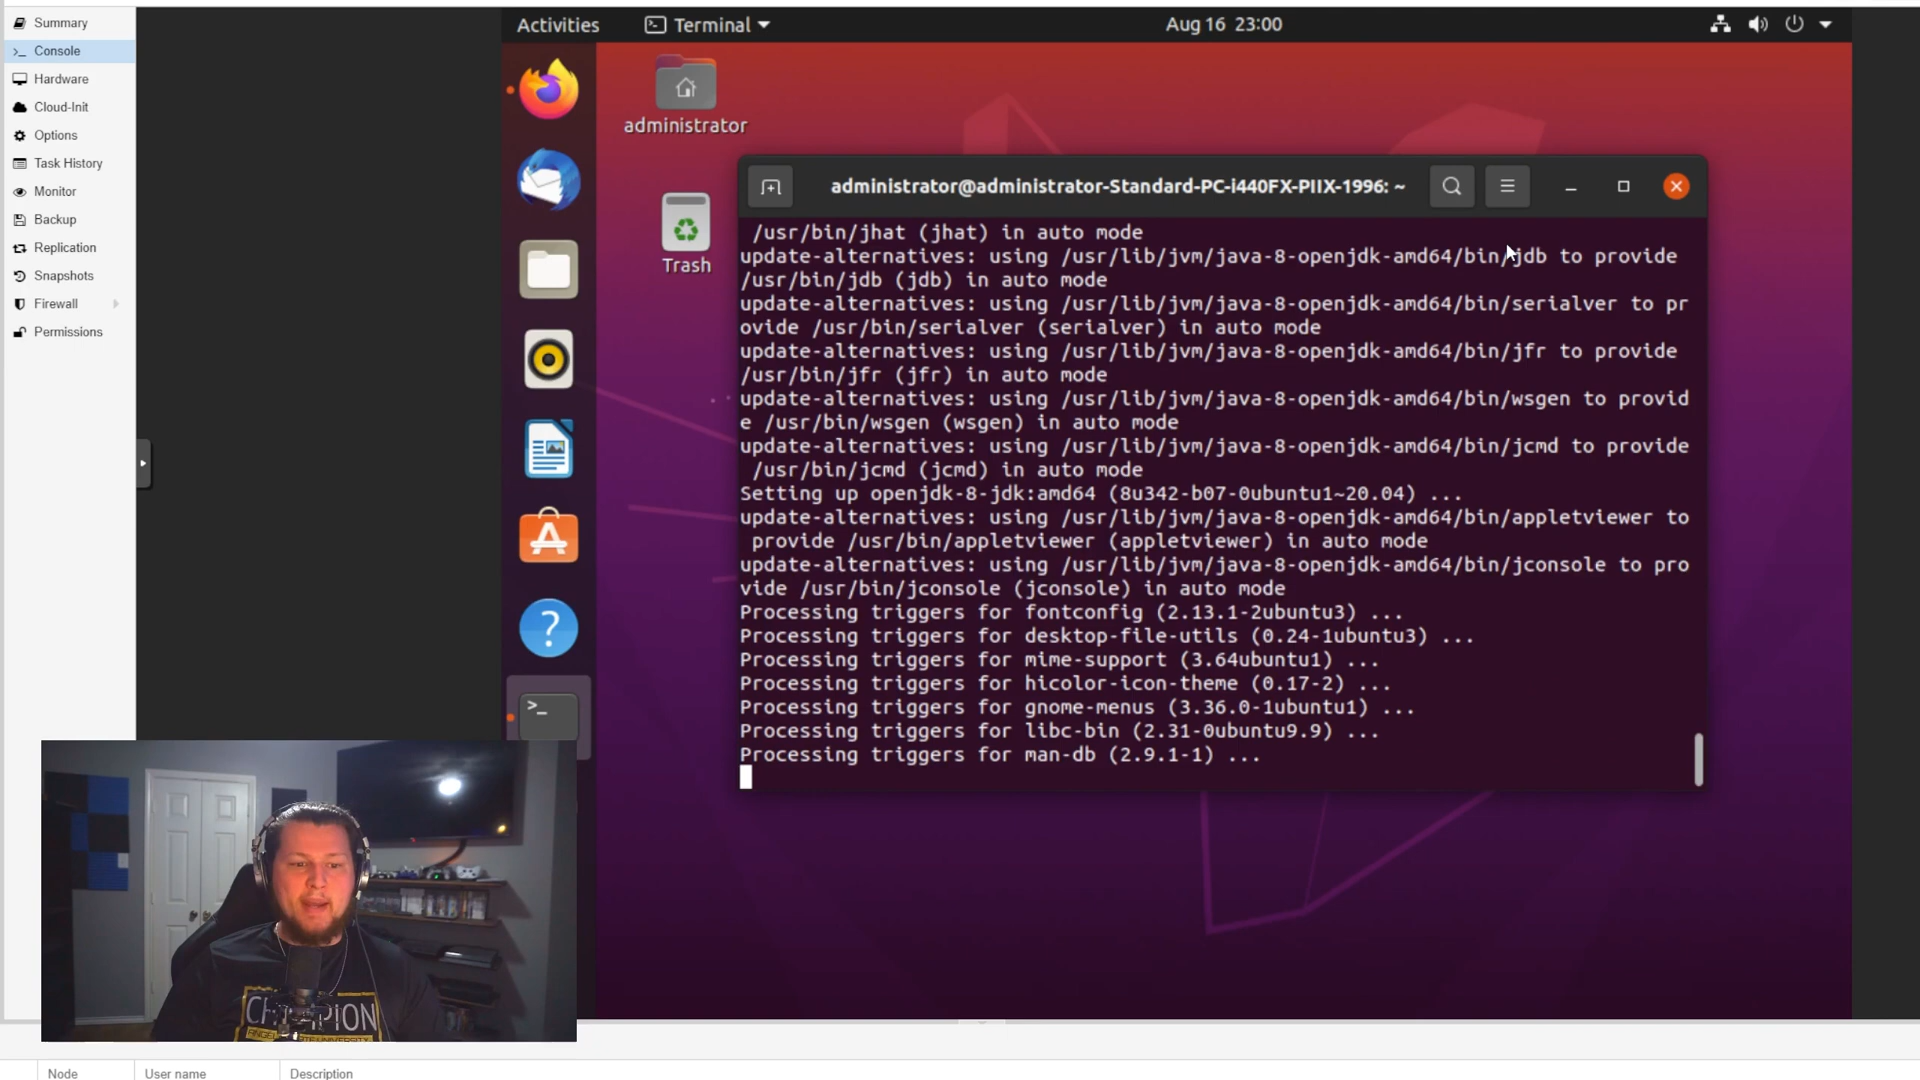 Summary
Console
Hardware
Cloud-Init
Options
Task History
Monitor
Backup
Replication
Snapshots
Firewall
Permissions
Activities
Terminal
Aug 16 23:00
administrator
Trash
administrator@administrator-Standard-PC-i440FX-PIIX-1996: ~
/usr/bin/jhat (jhat) in auto mode
update-alternatives: using /usr/lib/jvm/java-8-openjdk-amd64/bin/jdb to provide
/usr/bin/jdb (jdb) in auto mode
update-alternatives: using /usr/lib/jvm/java-8-openjdk-amd64/bin/serialver to pr
ovide /usr/bin/serialver (serialver) in auto mode
update-alternatives: using /usr/lib/jvm/java-8-openjdk-amd64/bin/jfr to provide
/usr/bin/jfr (jfr) in auto mode
update-alternatives: using /usr/lib/jvm/java-8-openjdk-amd64/bin/wsgen to provid
e /usr/bin/wsgen (wsgen) in auto mode
update-alternatives: using /usr/lib/jvm/java-8-openjdk-amd64/bin/jcmd to provide
/usr/bin/jcmd (jcmd) in auto mode
Setting up openjdk-8-jdk:amd64 (8u342-b07-0ubuntu1~20.04) ...
update-alternatives: using /usr/lib/jvm/java-8-openjdk-amd64/bin/appletviewer to
provide /usr/bin/appletviewer (appletviewer) in auto mode
update-alternatives: using /usr/lib/jvm/java-8-openjdk-amd64/bin/jconsole to pro
vide /usr/bin/jconsole (jconsole) in auto mode
Processing triggers for fontconfig (2.13.1-2ubuntu3) ...
Processing triggers for desktop-file-utils (0.24-1ubuntu3) ...
Processing triggers for mime-support (3.64ubuntu1) ...
Processing triggers for hicolor-icon-theme (0.17-2) ...
Processing triggers for gnome-menus (3.36.0-1ubuntu1) ...
Processing triggers for libc-bin (2.31-0ubuntu9.9) ...
Processing triggers for man-db (2.9.1-1) ...
Node
User name
Description